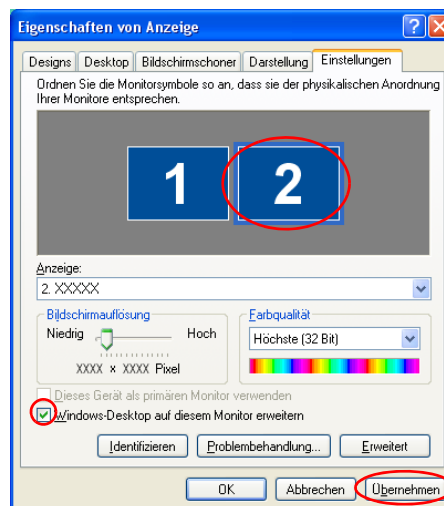 Eigenschaften von Anzeige
Designs Desktop Bildschirmschoner Darstellung Einstellungen
Ordnen Sie die Monitorsymbole so an, dass sie der physikalischen Anordnung
Ihrer Monitore entsprechen.
1 2
Anzeige:
2. XXXXX
Bildschirmauflösung
Niedrig Hoch
XXXX × XXXX Pixel
Farbqualität
Höchste (32 Bit)
Dieses Gerät als primären Monitor verwenden
Windows-Desktop auf diesem Monitor erweitern
Identifizieren Problembehandlung... Erweitert
OK Abbrechen Übernehmen